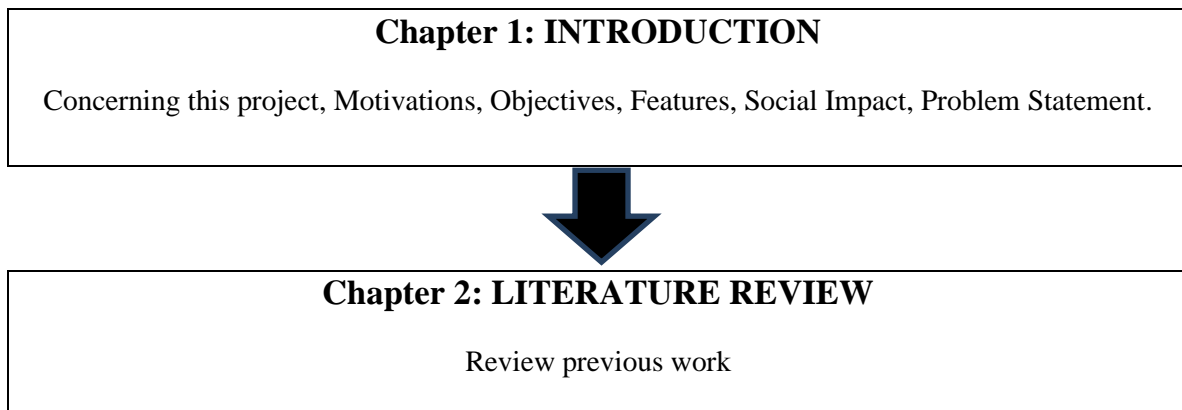 Chapter 1: INTRODUCTION
Concerning this project, Motivations, Objectives, Features, Social Impact, Problem Statement.
Chapter 2: LITERATURE REVIEW
Review previous work